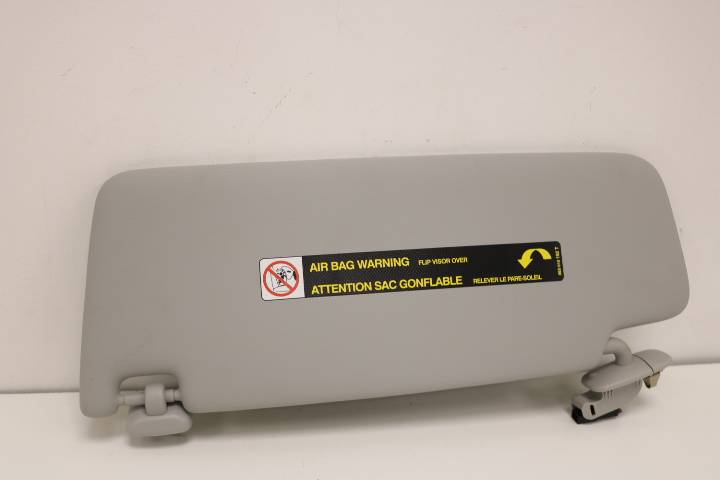 AIR BAG WARNING FLIP VISOR OVER
ATTENTION SAC GONFLABLE RELEVER LE PARE-SOLEIL